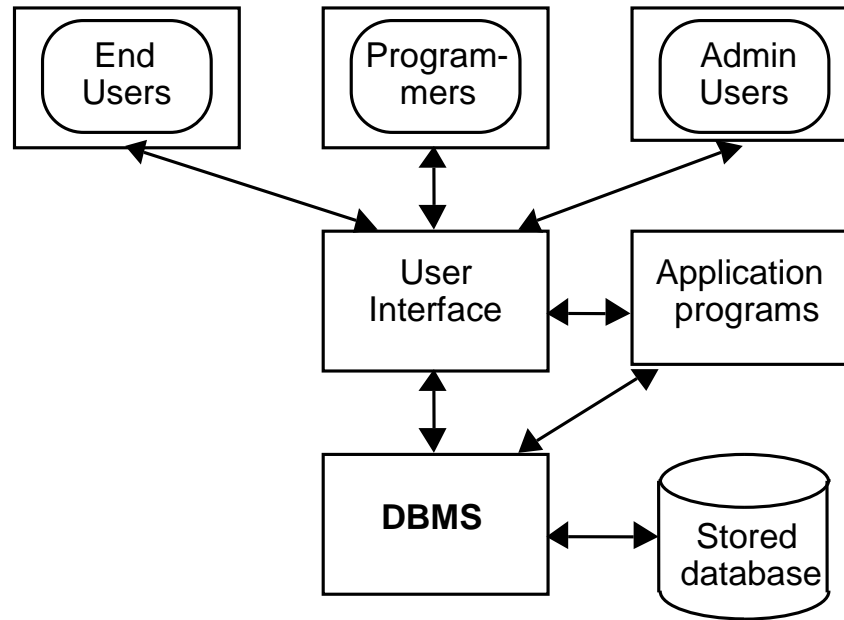 End
Users
Program-
mers
Admin
Users
User
Interface
Application
programs
DBMS
Stored
database